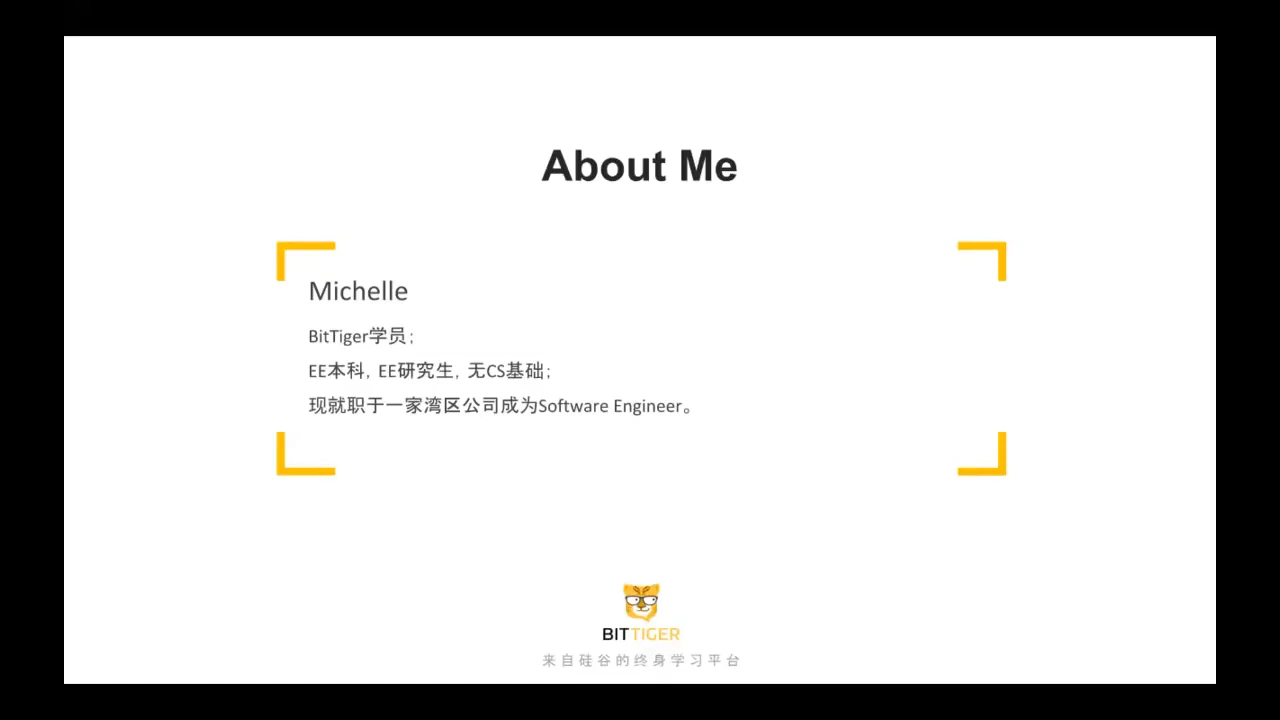 About Me
Michelle
BitTiger学员；
EE本科，EE研究生，无CS基础；
现就职于一家湾区公司成为Software Engineer。
BITTIGER
来自硅谷的终身学习平台